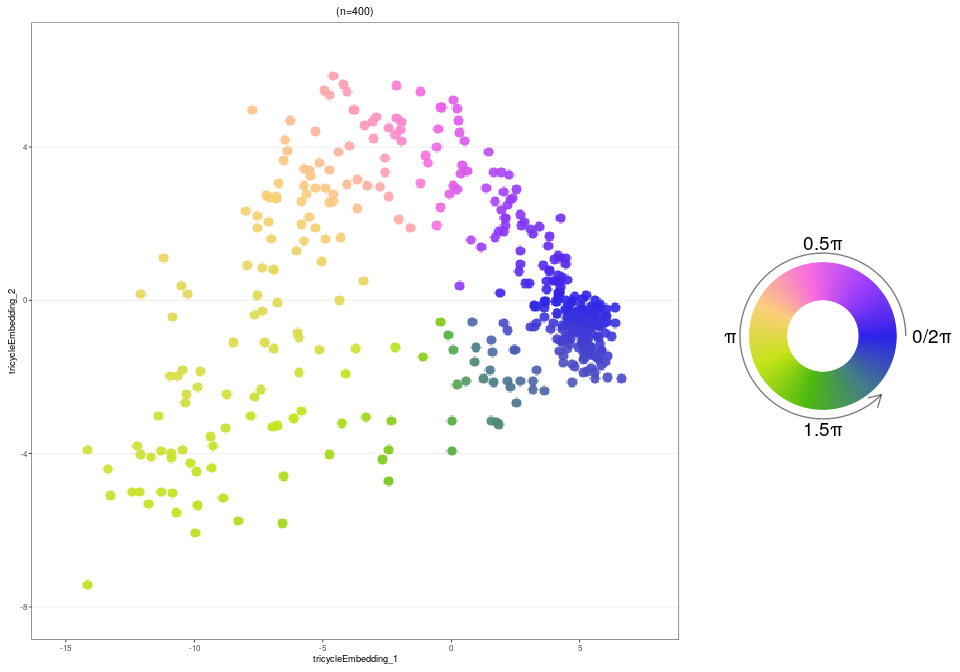 (n=400)
tricycleEmbedding_2
4
0
-4
-8
-15
-10
-5
0
5
tricycleEmbedding_1
0.5π
π
0/2π
1.5π